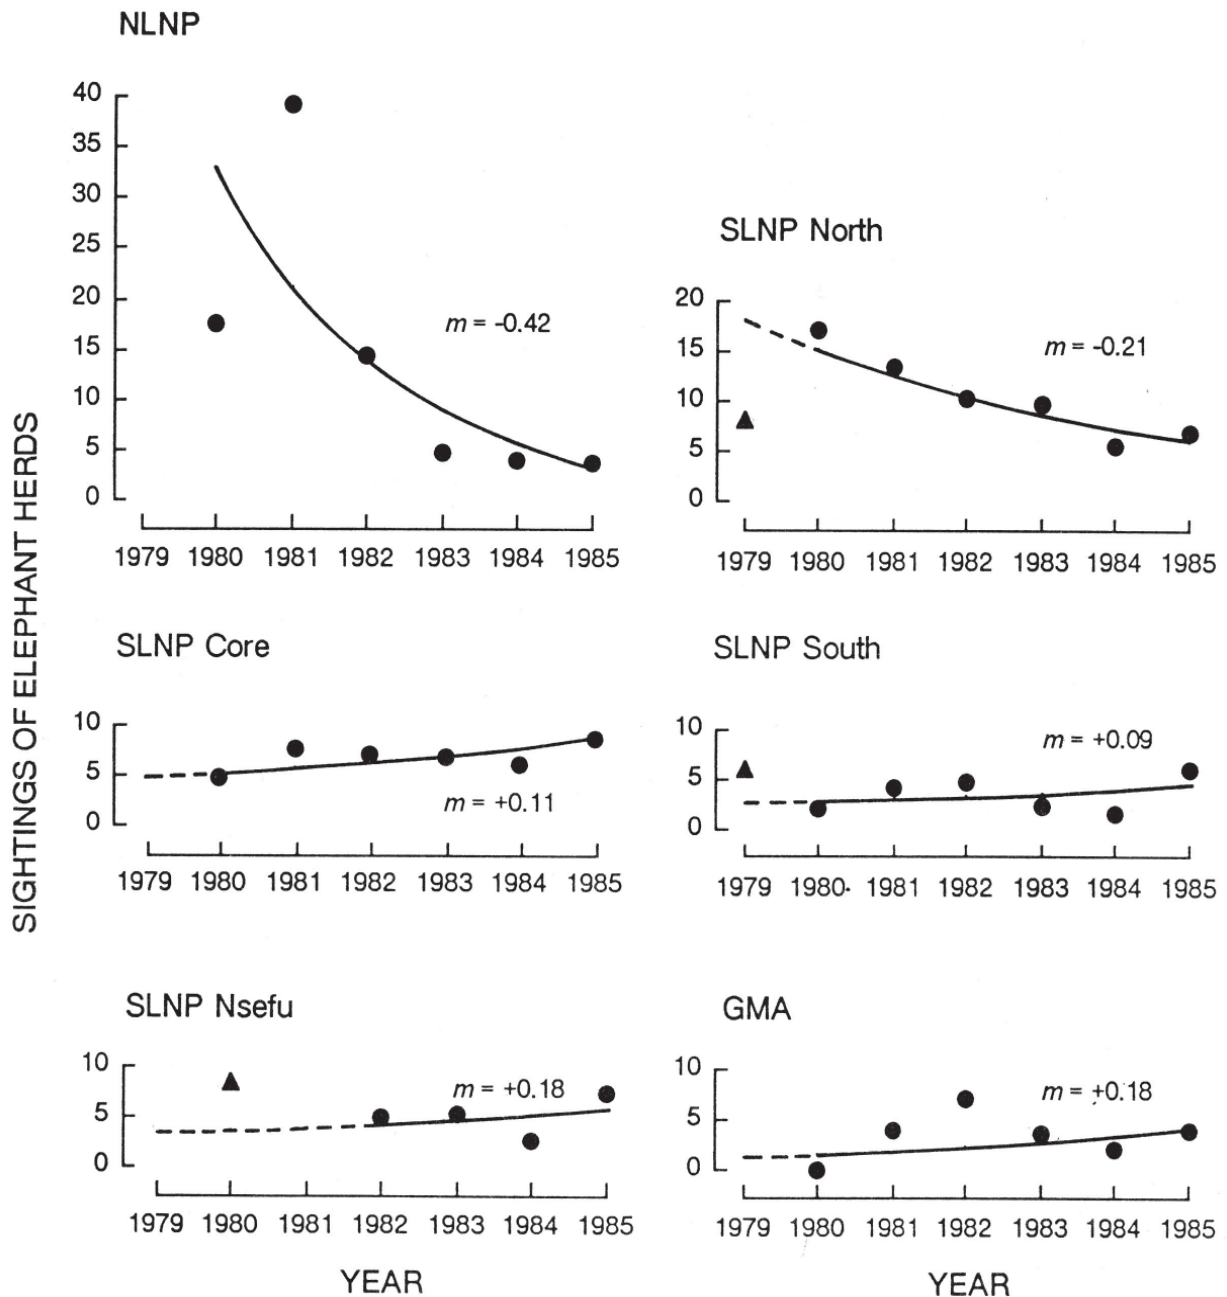 NLNP
40
35
30
25
20
15
10
5
0
m = -0.42
1979 1980 1981 1982 1983 1984 1985
SLNP North
20
15
10
5
0
m = -0.21
1979 1980 1981 1982 1983 1984 1985
SIGHTINGS OF ELEPHANT HERDS
SLNP Core
10
5
0
m = +0.11
1979 1980 1981 1982 1983 1984 1985
SLNP South
10
5
0
m = +0.09
1979 1980 1981 1982 1983 1984 1985
SLNP Nsefu
10
5
0
m = +0.18
1979 1980 1981 1982 1983 1984 1985
YEAR
GMA
10
5
0
m = +0.18
1979 1980 1981 1982 1983 1984 1985
YEAR